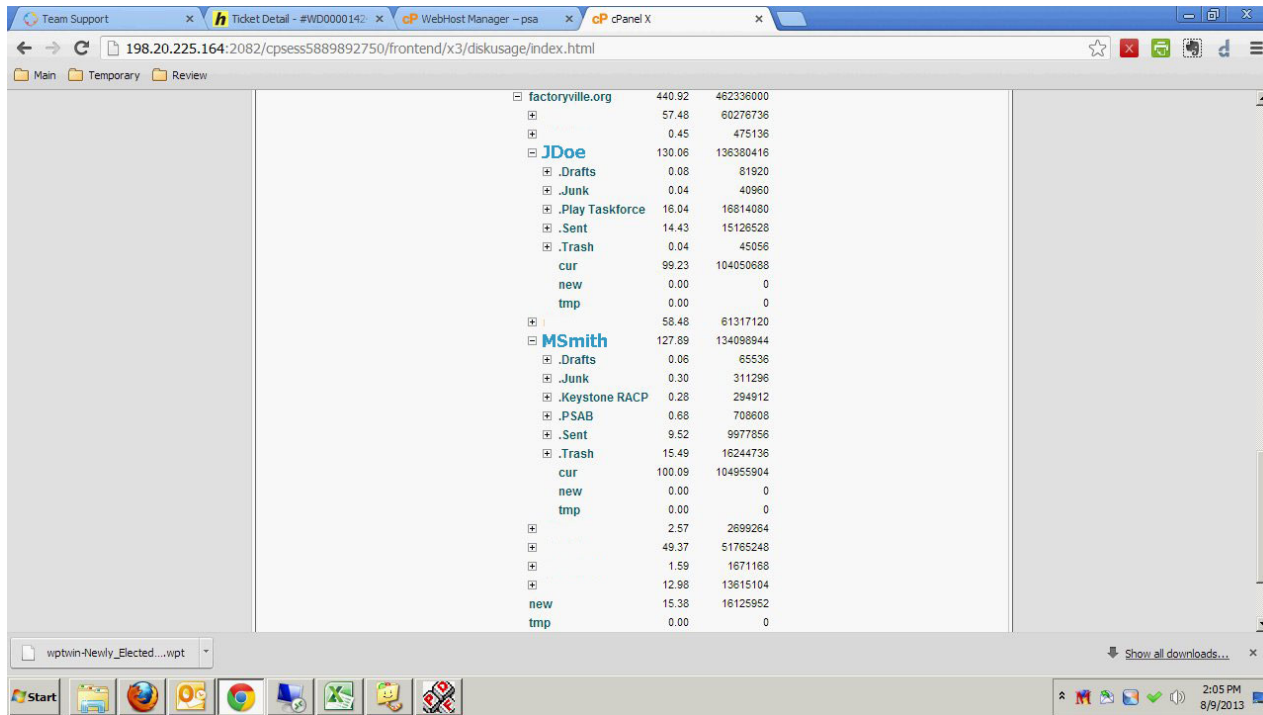 Team Support
Ticket Detail - #WD0000142
cP WebHost Manager – psa
cP cPanel X
198.20.225.164:2082/cpsess5889892750/frontend/x3/diskusage/index.html
Main Temporary Review
factoryville.org 440.92 462336000
57.48 60276736
0.45 475136
JDoe 130.06 136380416
.Drafts 0.08 81920
.Junk 0.04 40960
.Play Taskforce 16.04 16814080
.Sent 14.43 15126528
.Trash 0.04 45056
cur 99.23 104050688
new 0.00 0
tmp 0.00 0
58.48 61317120
MSmith 127.89 134098944
.Drafts 0.06 65536
.Junk 0.30 311296
.Keystone RACP 0.28 294912
.PSAB 0.68 708608
.Sent 9.52 9977856
.Trash 15.49 16244736
cur 100.09 104955904
new 0.00 0
tmp 0.00 0
2.57 2699264
49.37 51765248
1.59 1671168
12.98 13615104
new 15.38 16125952
tmp 0.00 0
wptwin-Newly_Elected....wpt
Show all downloads...
Start
2:05 PM
8/9/2013